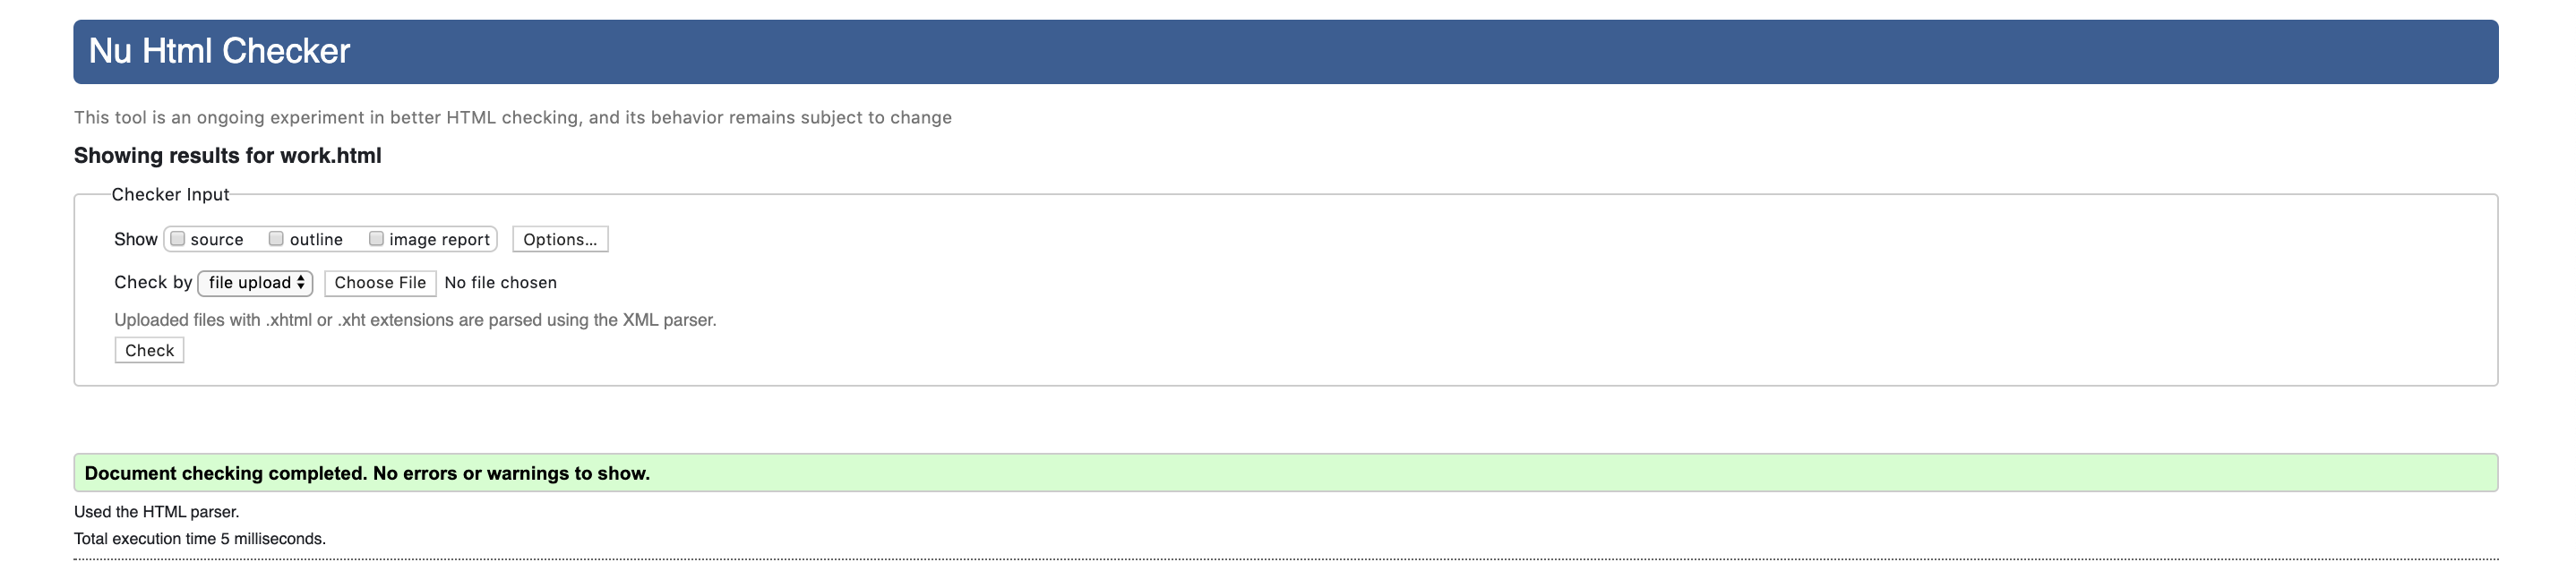 Nu Html Checker
This tool is an ongoing experiment in better HTML checking, and its behavior remains subject to change
Showing results for work.html
Checker Input
Show source outline image report Options...
Check by file upload Choose File No file chosen
Uploaded files with .xhtml or .xht extensions are parsed using the XML parser.
Check
Document checking completed. No errors or warnings to show.
Used the HTML parser.
Total execution time 5 milliseconds.